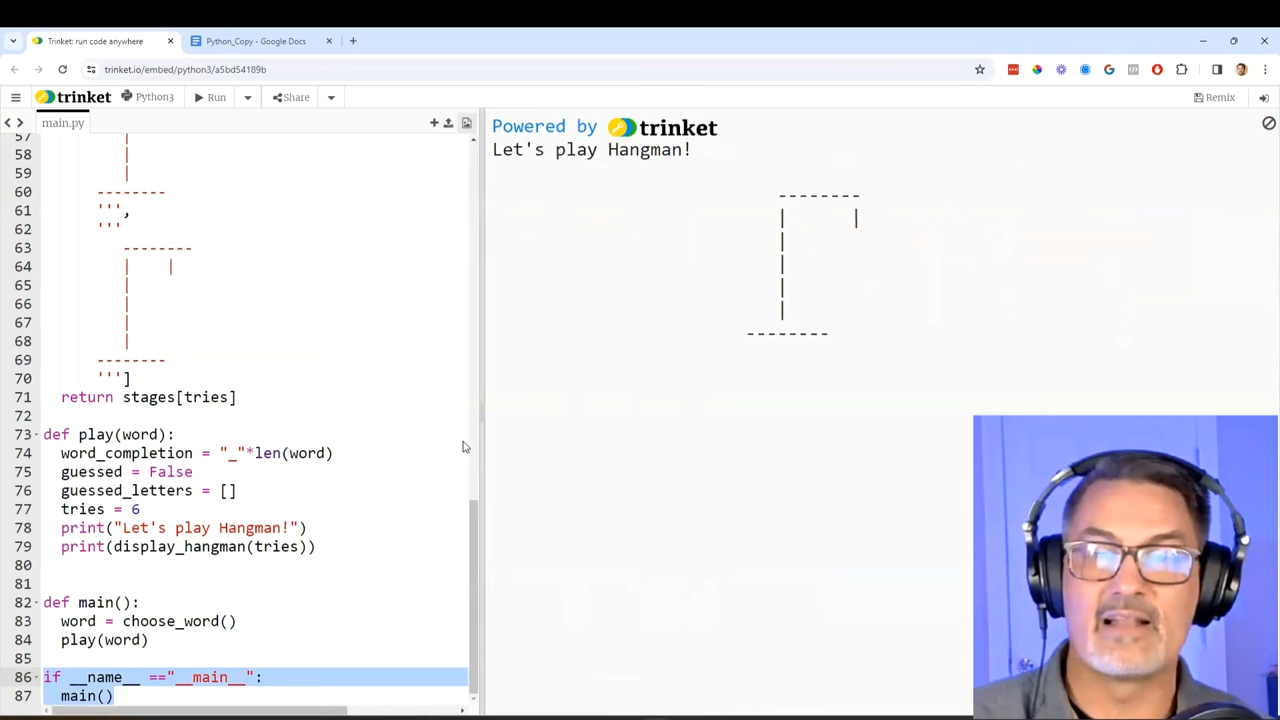 Trinket: run code anywhere
Python_Copy - Google Docs
trinket.io/embed/python3/a5bd54189b
trinket Python3 Run Share Remix
main.py
57 |
58 |
59 |
60 --------
61 ''',
62 '''
63 --------
64 | |
65 |
66 |
67 |
68 |
69 --------
70 ''']
71 return stages[tries]
72
73 def play(word):
74 word_completion = "_"*len(word)
75 guessed = False
76 guessed_letters = []
77 tries = 6
78 print("Let's play Hangman!")
79 print(display_hangman(tries))
80
81
82 def main():
83 word = choose_word()
84 play(word)
85
86 if __name__ =="__main__":
87 main()
Powered by trinket
Let's play Hangman!
--------
| |
|
|
|
|
--------